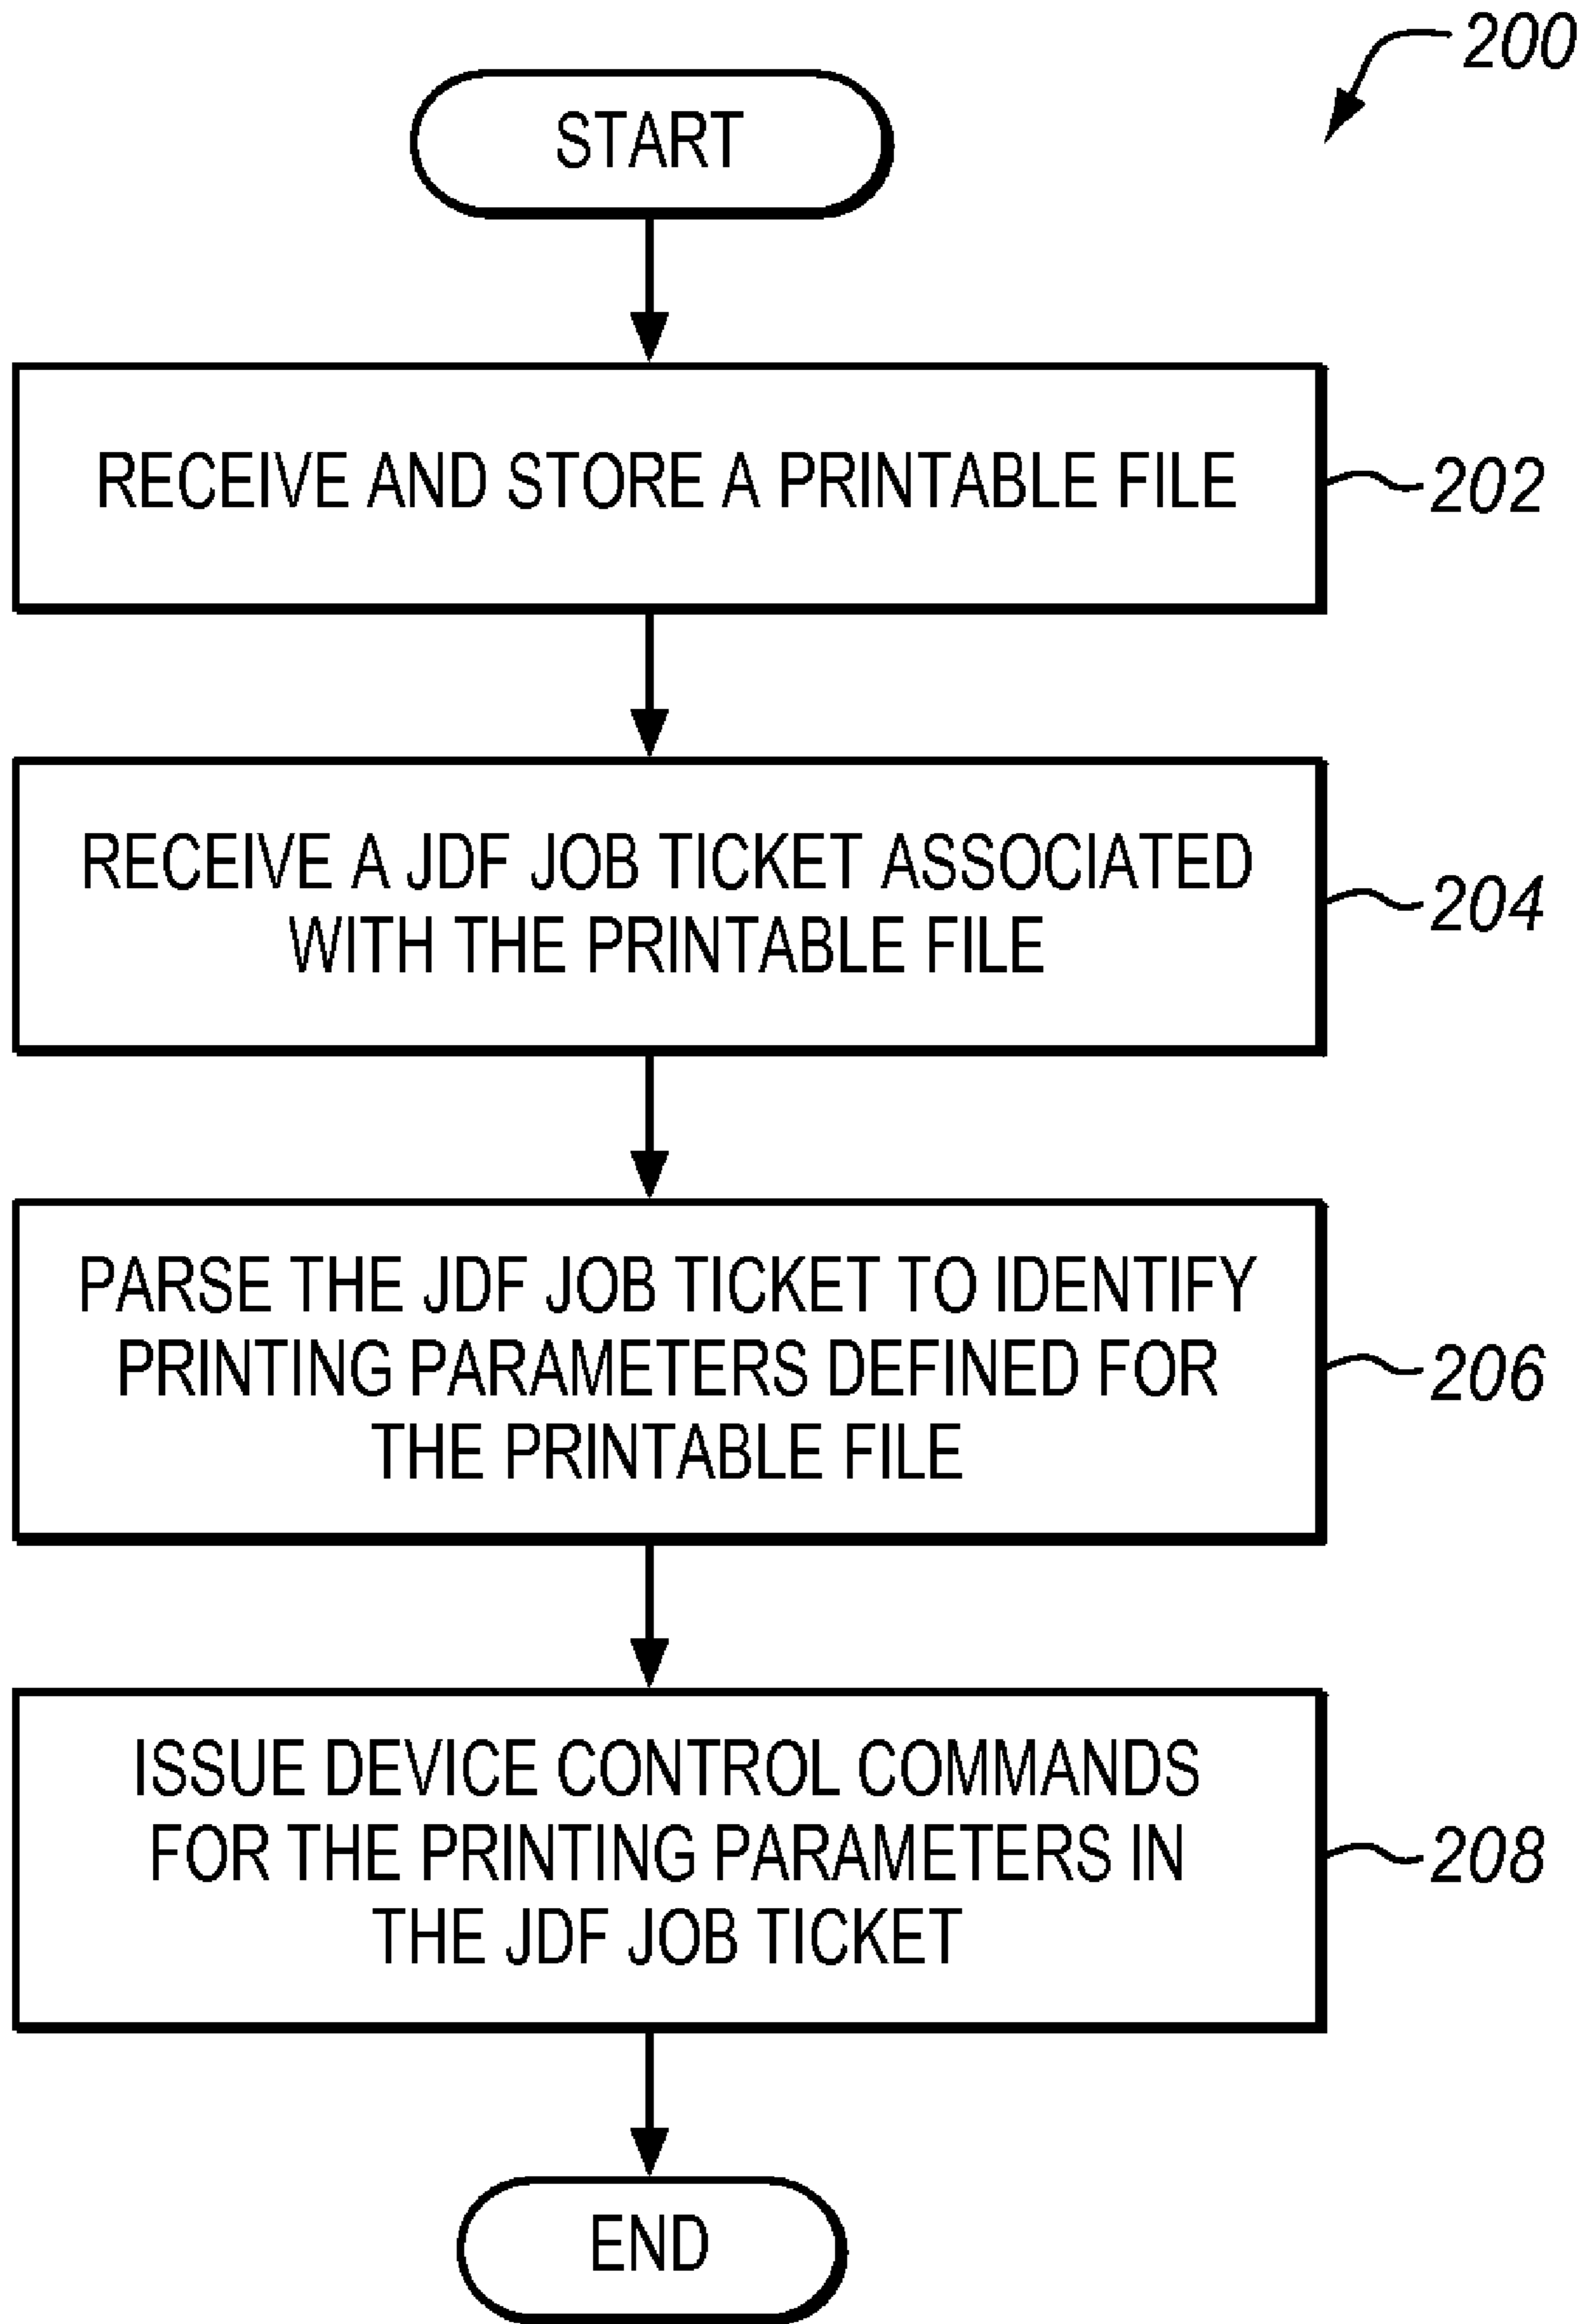 200
START
RECEIVE AND STORE A PRINTABLE FILE
202
RECEIVE A JDF JOB TICKET ASSOCIATED
WITH THE PRINTABLE FILE
204
PARSE THE JDF JOB TICKET TO IDENTIFY
PRINTING PARAMETERS DEFINED FOR
THE PRINTABLE FILE
206
ISSUE DEVICE CONTROL COMMANDS
FOR THE PRINTING PARAMETERS IN
THE JDF JOB TICKET
208
END